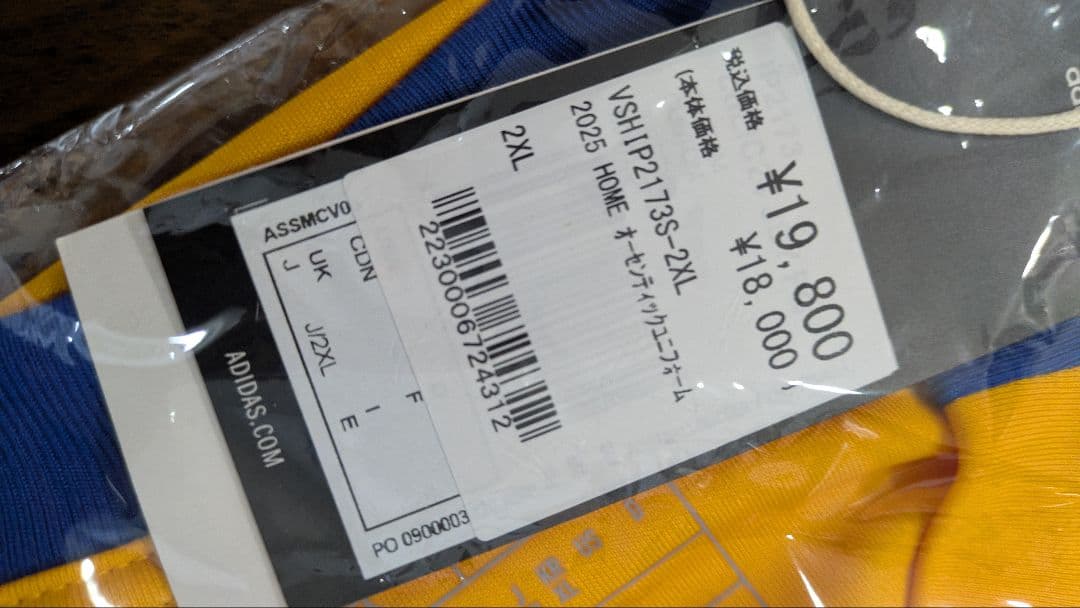 税込価格 ¥19,800
(本体価格 ¥18,000)
VSHIP2173S-2XL
2025 HOME オーセンティックユニフォーム
2XL
2230006724312
ASSMCV0
CDN
UK
J J/2XL
F
I
E
PO 0900003
ADIDAS.COM